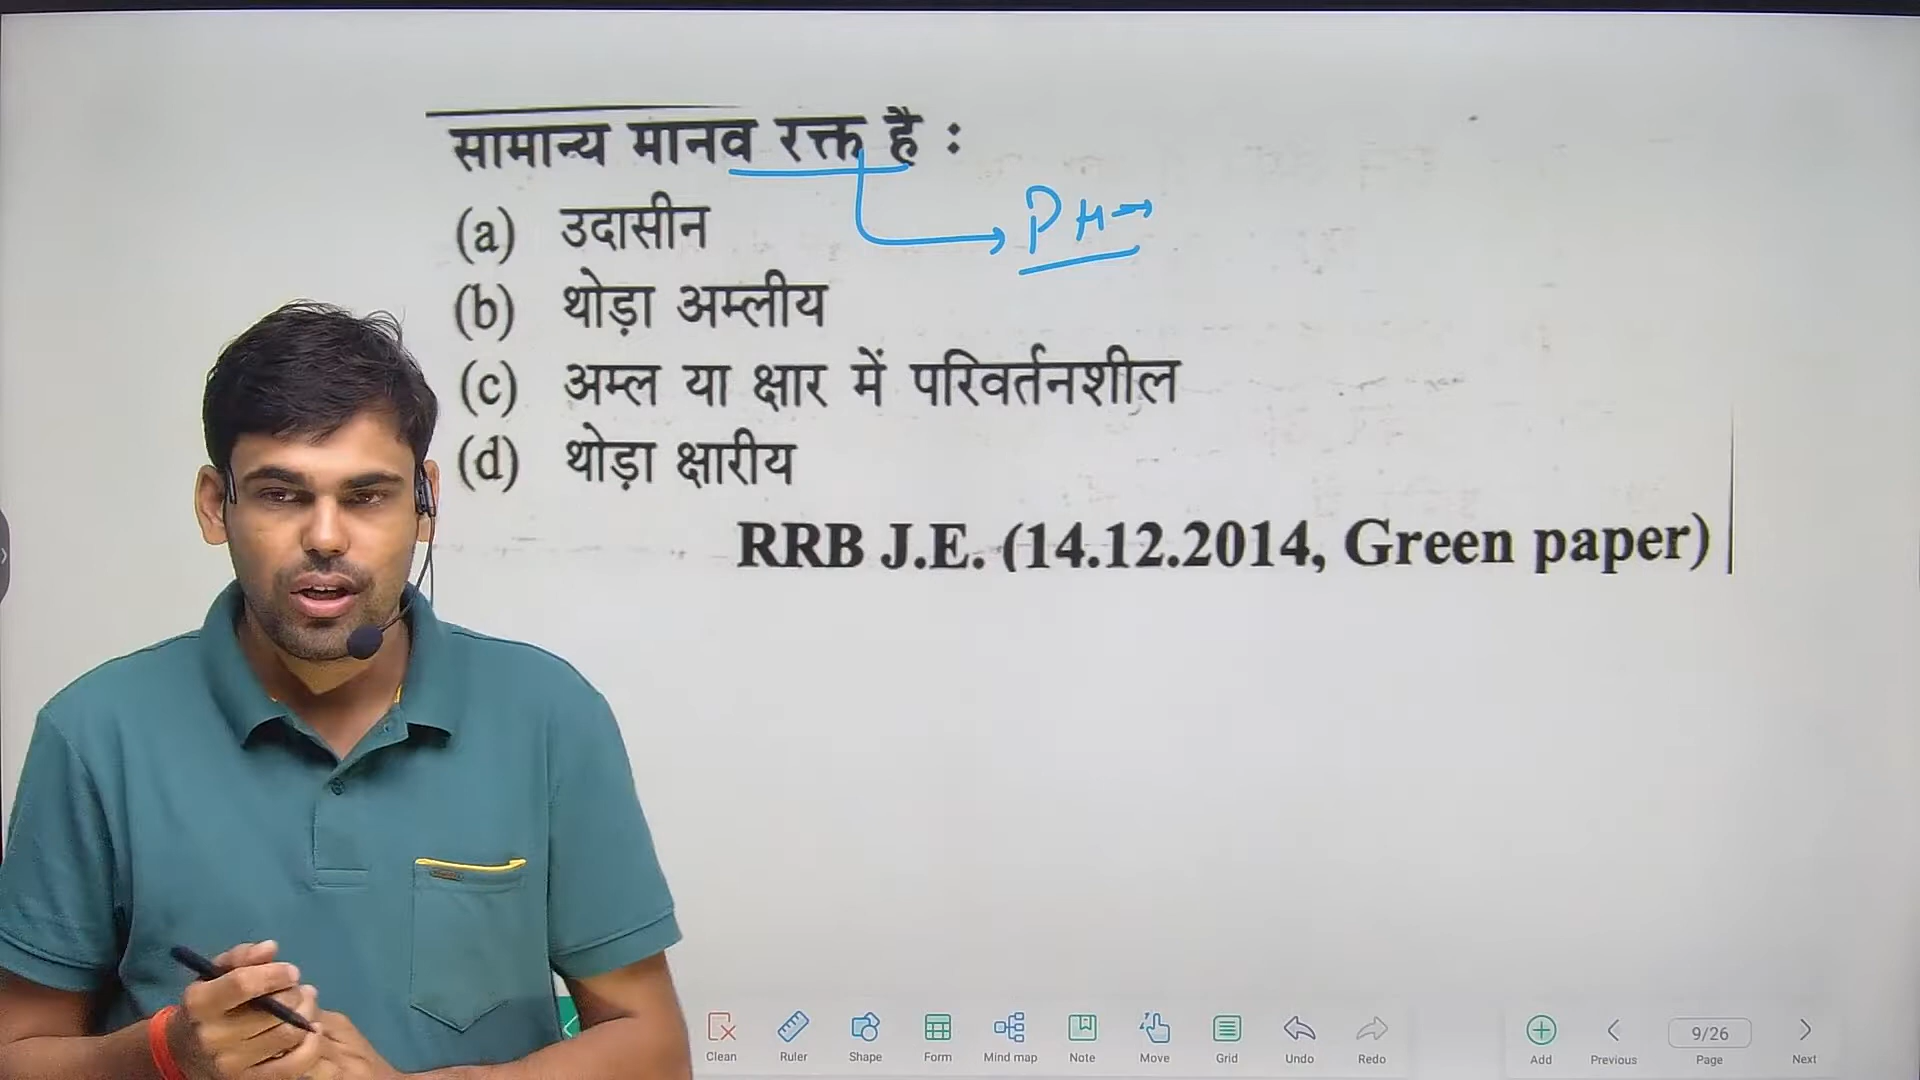 सामान्य मानव रक्त है :
PH→
(a) उदासीन
(b) थोड़ा अम्लीय
(c) अम्ल या क्षार में परिवर्तनशील
(d) थोड़ा क्षारीय
RRB J.E. (14.12.2014, Green paper)
Clean Ruler Shape Form Mind map Note Move Grid Undo Redo Add Previous 9/26 Page Next